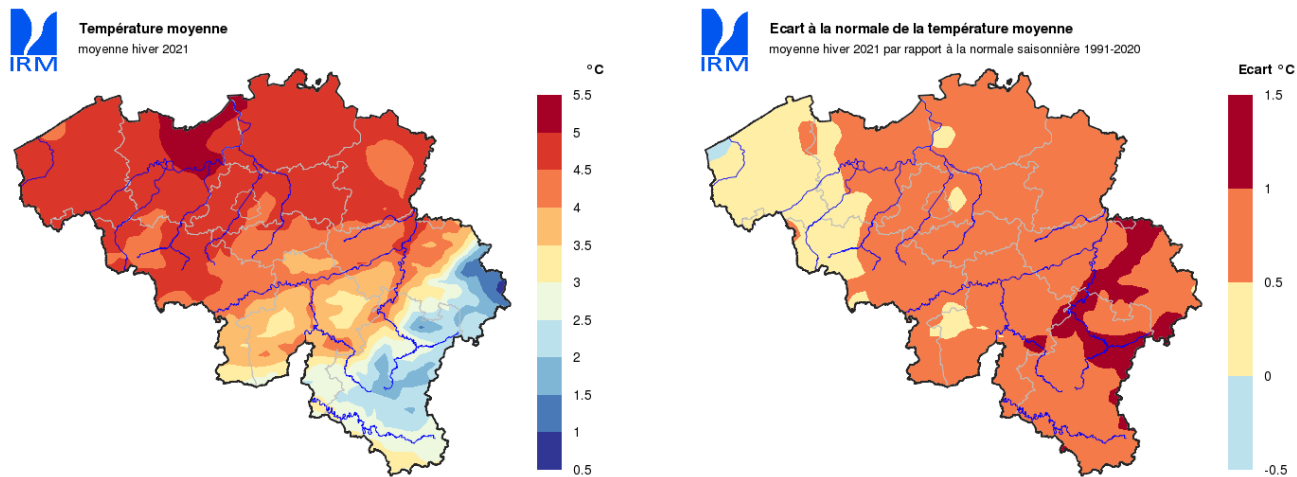 IRM
Température moyenne
moyenne hiver 2021
°C
5.5
5
4.5
4
3.5
3
2.5
2
1.5
1
0.5
IRM
Ecart à la normale de la température moyenne
moyenne hiver 2021 par rapport à la normale saisonnière 1991-2020
Ecart °C
1.5
1
0.5
0
-0.5